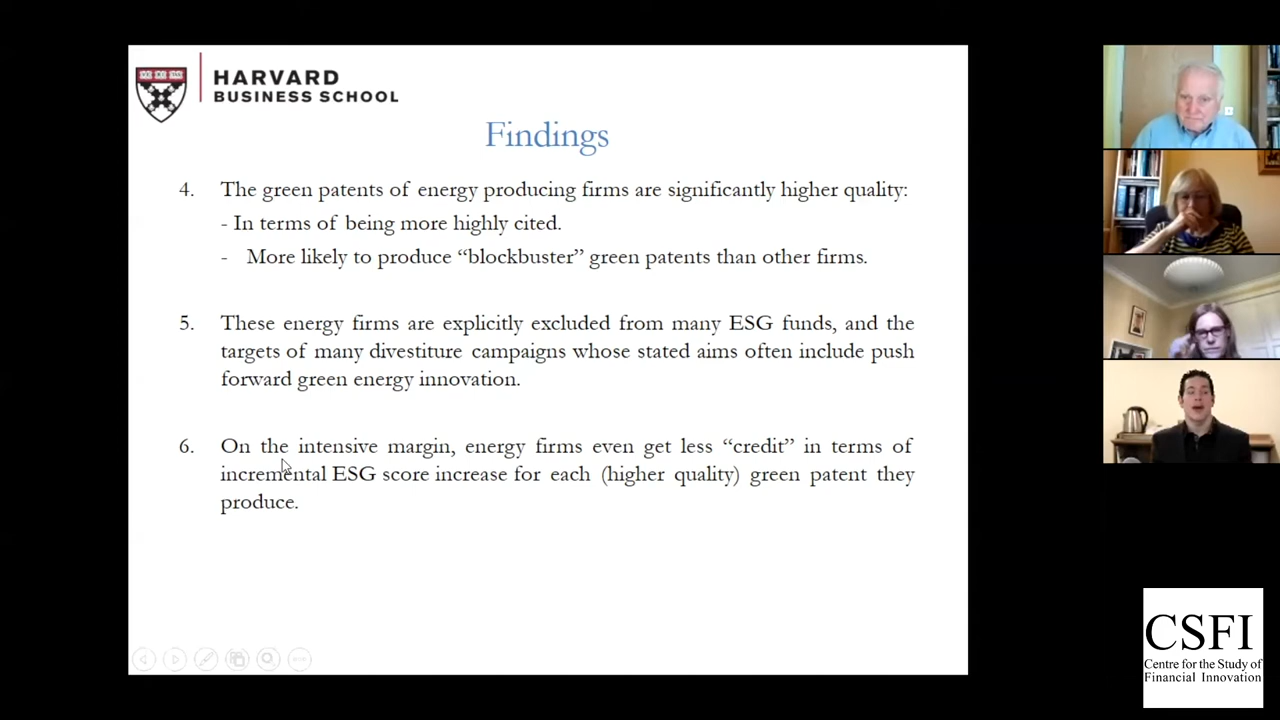 HARVARD
BUSINESS SCHOOL
Findings
4. The green patents of energy producing firms are significantly higher quality:
- In terms of being more highly cited.
- More likely to produce “blockbuster” green patents than other firms.
5. These energy firms are explicitly excluded from many ESG funds, and the
targets of many divestiture campaigns whose stated aims often include push
forward green energy innovation.
6. On the intensive margin, energy firms even get less “credit” in terms of
incremental ESG score increase for each (higher quality) green patent they
produce.
CSFI
Centre for the Study of
Financial Innovation